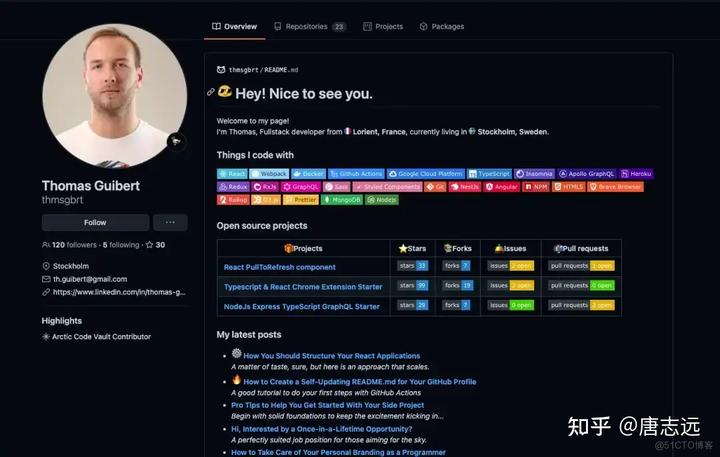 Overview
Repositories 23
Projects
Packages
thmsgbrt / README.md
Hey! Nice to see you.
Welcome to my page!
I'm Thomas, Fullstack developer from Lorient, France, currently living in Stockholm, Sweden.
Things I code with
React Webpack Docker Github Actions Google Cloud Platform TypeScript Insomnia Apollo GraphQL Heroku
Redux RxJs GraphQL Sass Styled Components Git NestJs Angular NPM HTML5 Brave Browser
Rollup D3.js Prettier MongoDB Nodejs
Open source projects
Projects Stars Forks Issues Pull requests
React PullToRefresh component stars 33 forks 7 issues 2 open pull requests 1 open
Typescript & React Chrome Extension Starter stars 99 forks 19 issues 2 open pull requests 0 open
NodeJs Express TypeScript GraphQL Starter stars 29 forks 7 issues 0 open pull requests 3 open
My latest posts
How You Should Structure Your React Applications
A matter of taste, sure, but here is an approach that scales.
How to Create a Self-Updating README.md for Your GitHub Profile
A good tutorial to do your first steps with GitHub Actions
Pro Tips to Help You Get Started With Your Side Project
Begin with solid foundations to keep the excitement kicking in...
Hi, Interested by a Once-in-a-Lifetime Opportunity?
A perfectly suited job position for those aiming for the sky.
How to Take Care of Your Personal Branding as a Programmer
Thomas Guibert
thmsgbrt
Follow
...
120 followers · 5 following · 30
Stockholm
th.guibert@gmail.com
https://www.linkedin.com/in/thomas-g...
Highlights
Arctic Code Vault Contributor
知乎 @唐志远
@51CTO博客